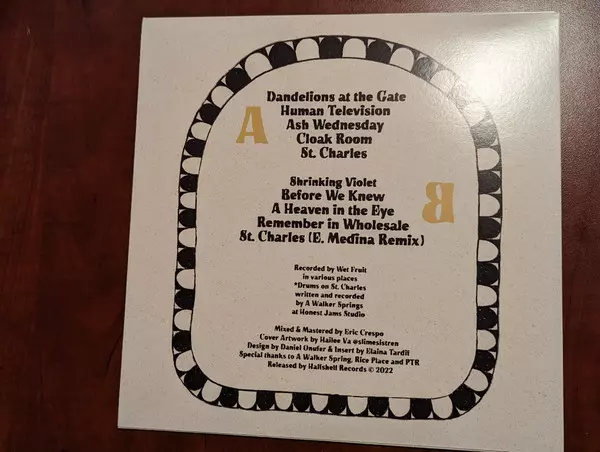 A
Dandelions at the Gate
Human Television
Ash Wednesday
Cloak Room
St. Charles
B
Shrinking Violet
Before We Knew
A Heaven in the Eye
Remember in Wholesale
St. Charles (E. Medina Remix)
Recorded by Wet Fruit
in various places
*Drums on St. Charles
written and recorded
by A Walker Springs
at Honest Jams Studio
Mixed & Mastered by Eric Crespo
Cover Artwork by Hailee Va @slimesistren
Design by Daniel Onufer & Insert by Elaina Tardif
Special thanks to A Walker Spring, Rice Place and PTR
Released by Halfshell Records © 2022